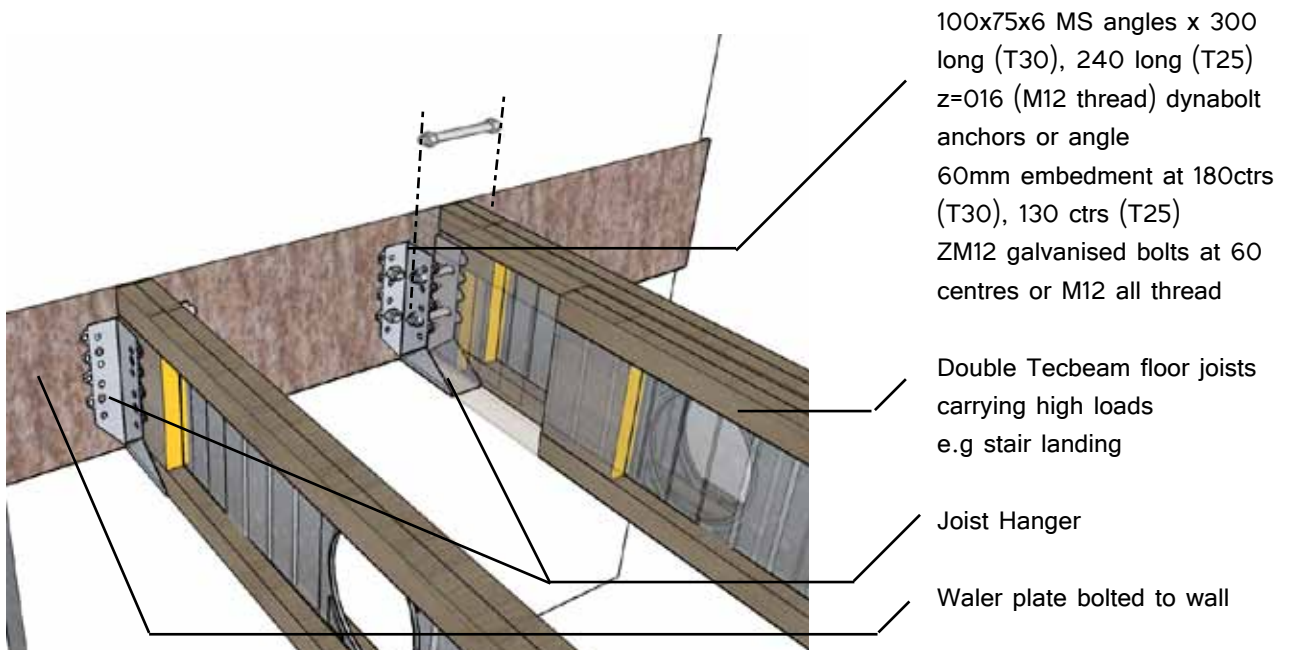 100x75x6 MS angles x 300
long (T30), 240 long (T25)
z=016 (M12 thread) dynabolt
anchors or angle
60mm embedment at 180ctrs
(T30), 130 ctrs (T25)
ZM12 galvanised bolts at 60
centres or M12 all thread
Double Tecbeam floor joists
carrying high loads
e.g stair landing
Joist Hanger
Waler plate bolted to wall